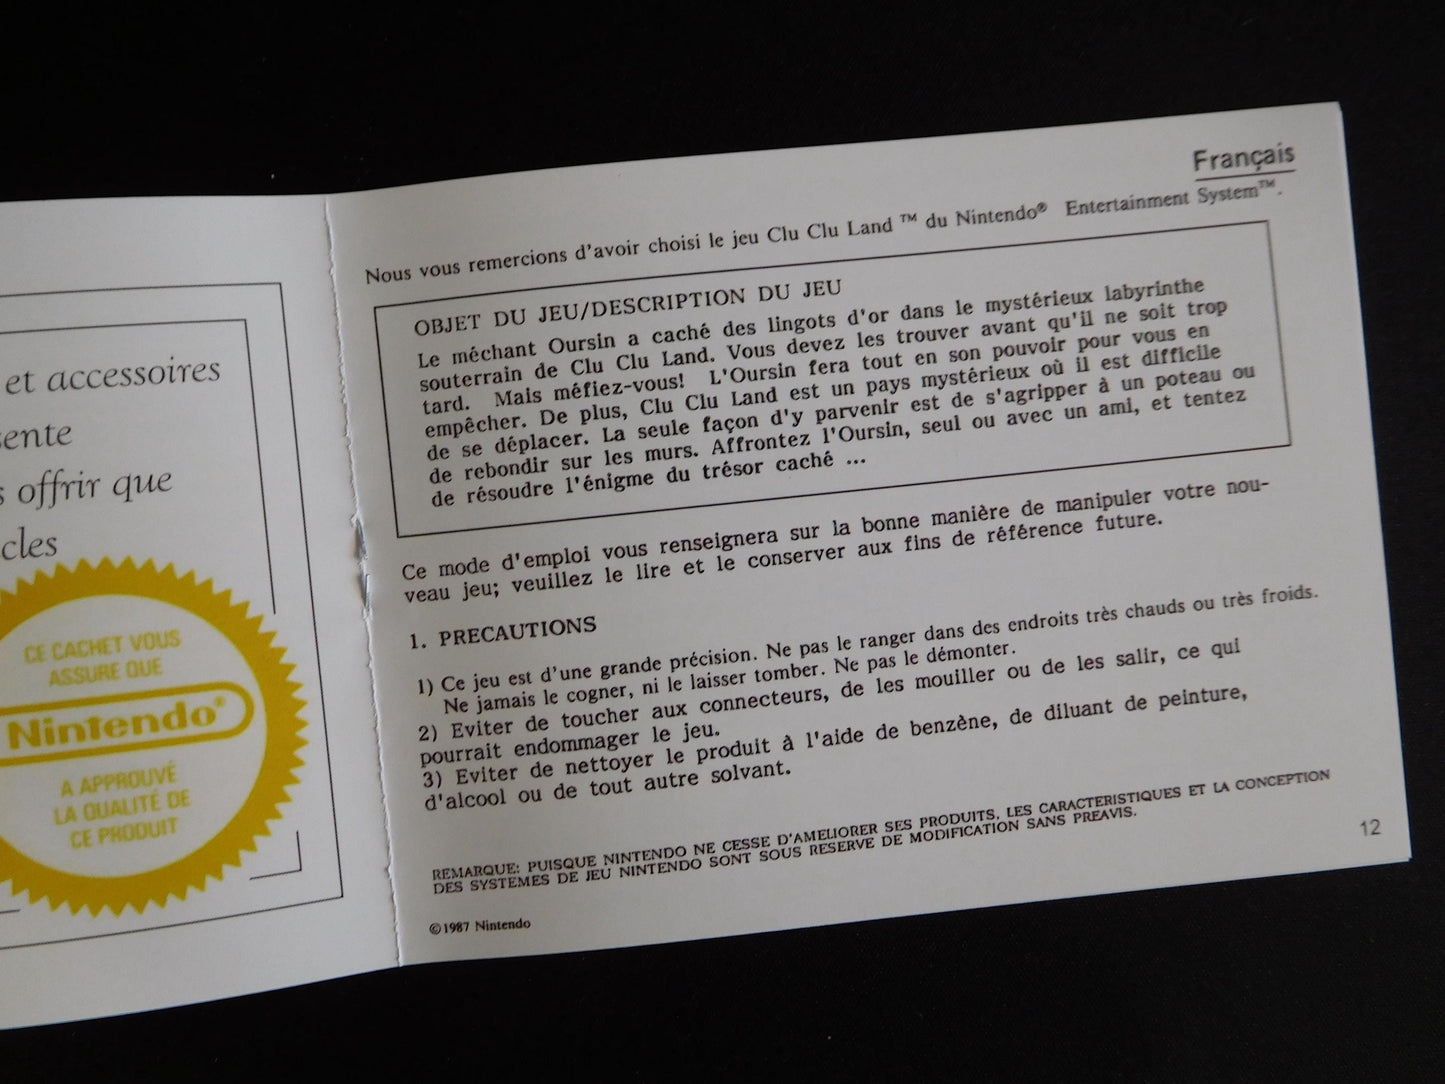 et accessoires
sente
s offrir que
cles
CE CACHET VOUS
ASSURE QUE
Nintendo®
A APPROUVÉ
LA QUALITÉ DE
CE PRODUIT
Français
Nous vous remercions d'avoir choisi le jeu Clu Clu Land ™ du Nintendo® Entertainment System™.
OBJET DU JEU/DESCRIPTION DU JEU
Le méchant Oursin a caché des lingots d'or dans le mystérieux labyrinthe
souterrain de Clu Clu Land. Vous devez les trouver avant qu'il ne soit trop
tard. Mais méfiez-vous! L'Oursin fera tout en son pouvoir pour vous en
empêcher. De plus, Clu Clu Land est un pays mystérieux où il est difficile
de se déplacer. La seule façon d'y parvenir est de s'agripper à un poteau ou
de rebondir sur les murs. Affrontez l'Oursin, seul ou avec un ami, et tentez
de résoudre l'énigme du trésor caché ...
Ce mode d'emploi vous renseignera sur la bonne manière de manipuler votre nou-
veau jeu; veuillez le lire et le conserver aux fins de référence future.
1. PRECAUTIONS
1) Ce jeu est d'une grande précision. Ne pas le ranger dans des endroits très chauds ou très froids.
Ne jamais le cogner, ni le laisser tomber. Ne pas le démonter.
2) Eviter de toucher aux connecteurs, de les mouiller ou de les salir, ce qui
pourrait endommager le jeu.
3) Eviter de nettoyer le produit à l'aide de benzène, de diluant de peinture,
d'alcool ou de tout autre solvant.
REMARQUE: PUISQUE NINTENDO NE CESSE D'AMELIORER SES PRODUITS, LES CARACTERISTIQUES ET LA CONCEPTION
DES SYSTEMES DE JEU NINTENDO SONT SOUS RESERVE DE MODIFICATION SANS PREAVIS.
12
©1987 Nintendo